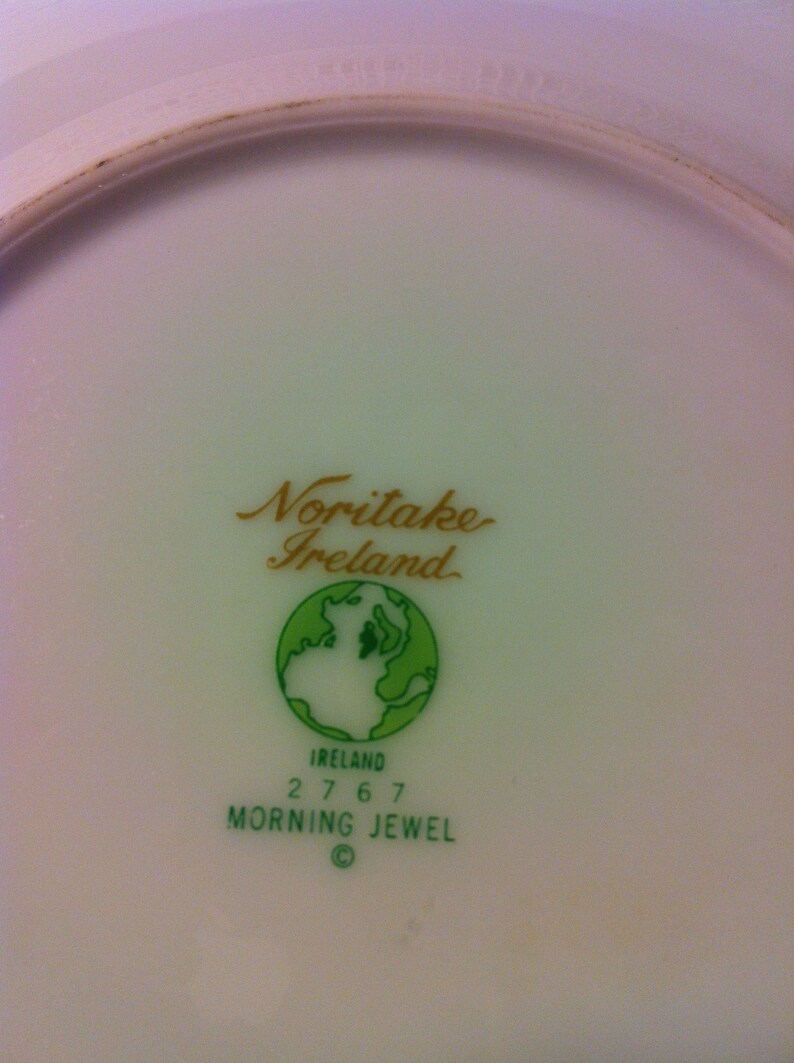 Noritake
Ireland
IRELAND
2767
MORNING JEWEL
©